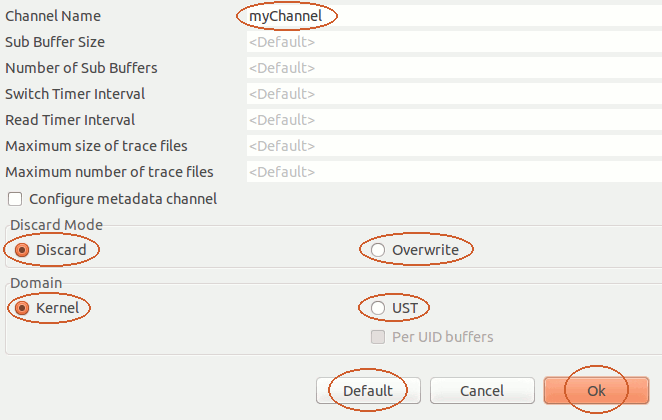 Channel Name myChannel
Sub Buffer Size <Default>
Number of Sub Buffers <Default>
Switch Timer Interval <Default>
Read Timer Interval <Default>
Maximum size of trace files <Default>
Maximum number of trace files <Default>
Configure metadata channel
Discard Mode
Discard Overwrite
Domain
Kernel UST
Per UID buffers
Default Cancel Ok